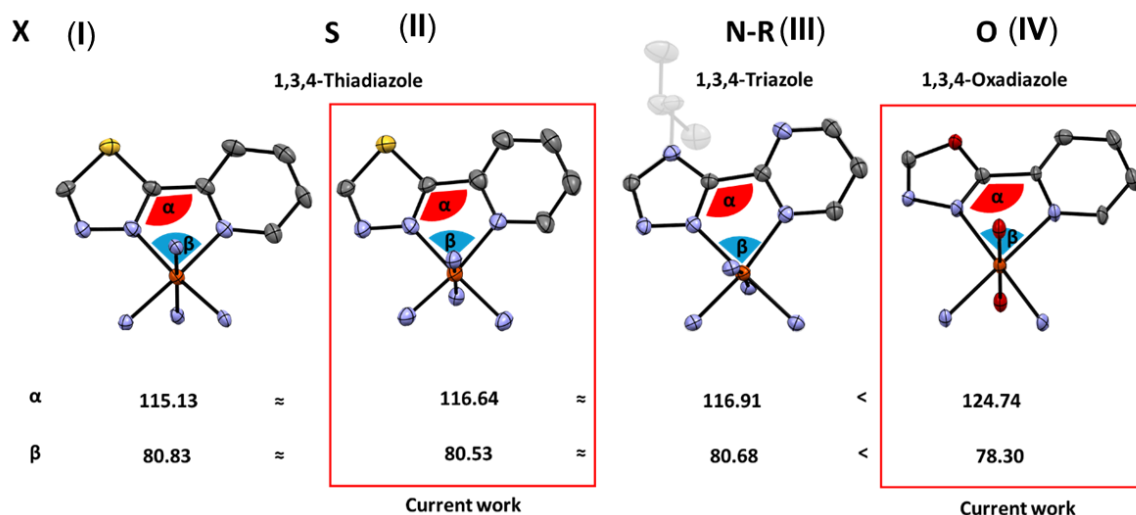 X (I) S (II) N-R (III) O (IV)
1,3,4-Thiadiazole 1,3,4-Triazole 1,3,4-Oxadiazole
α α α α
β β β β
α 115.13 ≈ 116.64 ≈ 116.91 < 124.74
β 80.83 ≈ 80.53 ≈ 80.68 < 78.30
Current work Current work